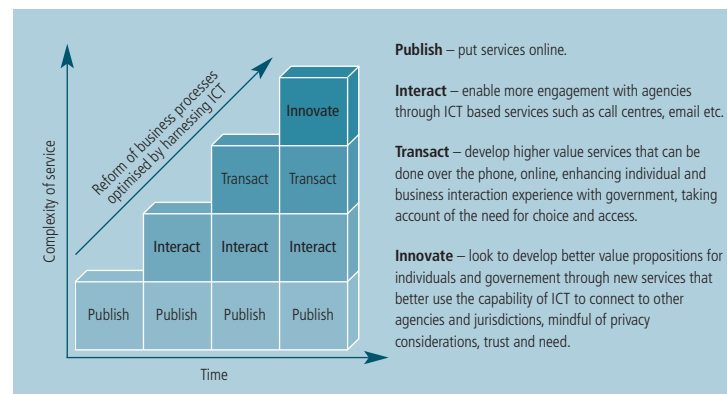 Publish – put services online.
Interact – enable more engagement with agencies
through ICT based services such as call centres, email etc.
Transact – develop higher value services that can be
done over the phone, online, enhancing individual and
business interaction experience with government, taking
account of the need for choice and access.
Innovate – look to develop better value propositions for
individuals and governement through new services that
better use the capability of ICT to connect to other
agencies and jurisdictions, mindful of privacy
considerations, trust and need.
Complexity of service
Reform of business processes
optimised by harnessing ICT
Innovate
Transact Transact
Interact Interact Interact
Publish Publish Publish Publish
Time